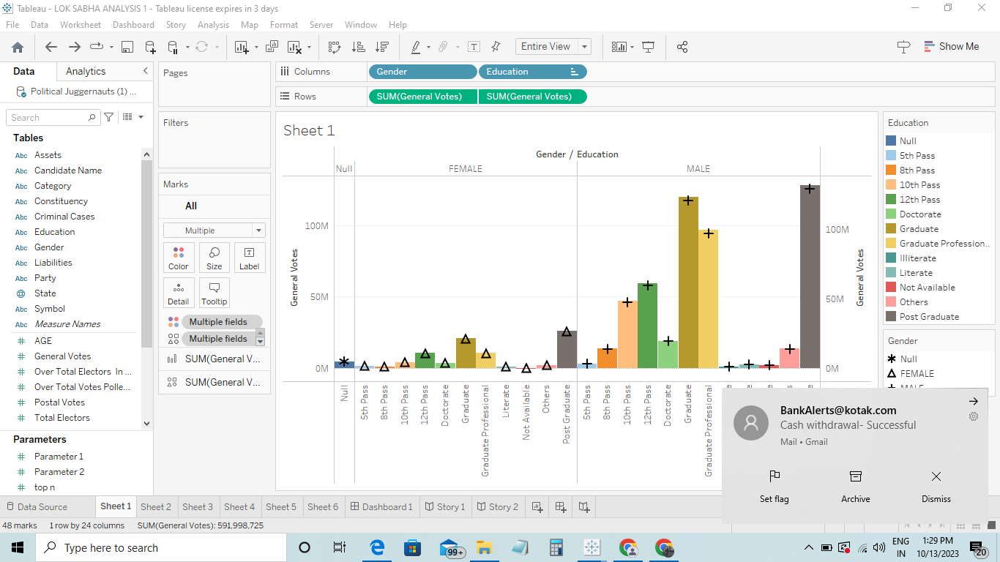 Tableau - LOK SABHA ANALYSIS 1 - Tableau license expires in 3 days
File Data Worksheet Dashboard Story Analysis Map Format Server Window Help
Entire View
Show Me
Data Analytics
Political Juggernauts (1) ...
Search
Tables
Abc Assets
Abc Candidate Name
Abc Category
Abc Constituency
Abc Criminal Cases
Abc Education
Abc Gender
Abc Liabilities
Abc Party
State
Abc Symbol
Abc Measure Names
# AGE
# General Votes
# Over Total Electors In ...
# Over Total Votes Polle...
# Postal Votes
# Total Electors
Parameters
# Parameter 1
# Parameter 2
# top n
Pages
Filters
Marks
All
Multiple
Color Size Label
Detail Tooltip
Multiple fields
Multiple fields
SUM(General V...
SUM(General V...
Columns Gender Education
Rows SUM(General Votes) SUM(General Votes)
Sheet 1
Gender / Education
Null FEMALE MALE
General Votes
100M
50M
0M
Null
5th Pass
8th Pass
10th Pass
12th Pass
Doctorate
Graduate
Graduate Professional
Literate
Not Available
Others
Post Graduate
5th Pass
8th Pass
10th Pass
12th Pass
Doctorate
Graduate
Graduate Professional
General Votes
100M
50M
0M
Education
Null
5th Pass
8th Pass
10th Pass
12th Pass
Doctorate
Graduate
Graduate Profession..
Illiterate
Literate
Not Available
Others
Post Graduate
Gender
Null
FEMALE
MALE
BankAlerts@kotak.com
Cash withdrawal- Successful
Mail • Gmail
Set flag Archive Dismiss
Data Source Sheet 1 Sheet 2 Sheet 3 Sheet 4 Sheet 5 Sheet 6 Dashboard 1 Story 1 Story 2
48 marks 1 row by 24 columns SUM(General Votes): 591,998,725
Type here to search
99+
ENG
IN
1:29 PM
10/13/2023
20